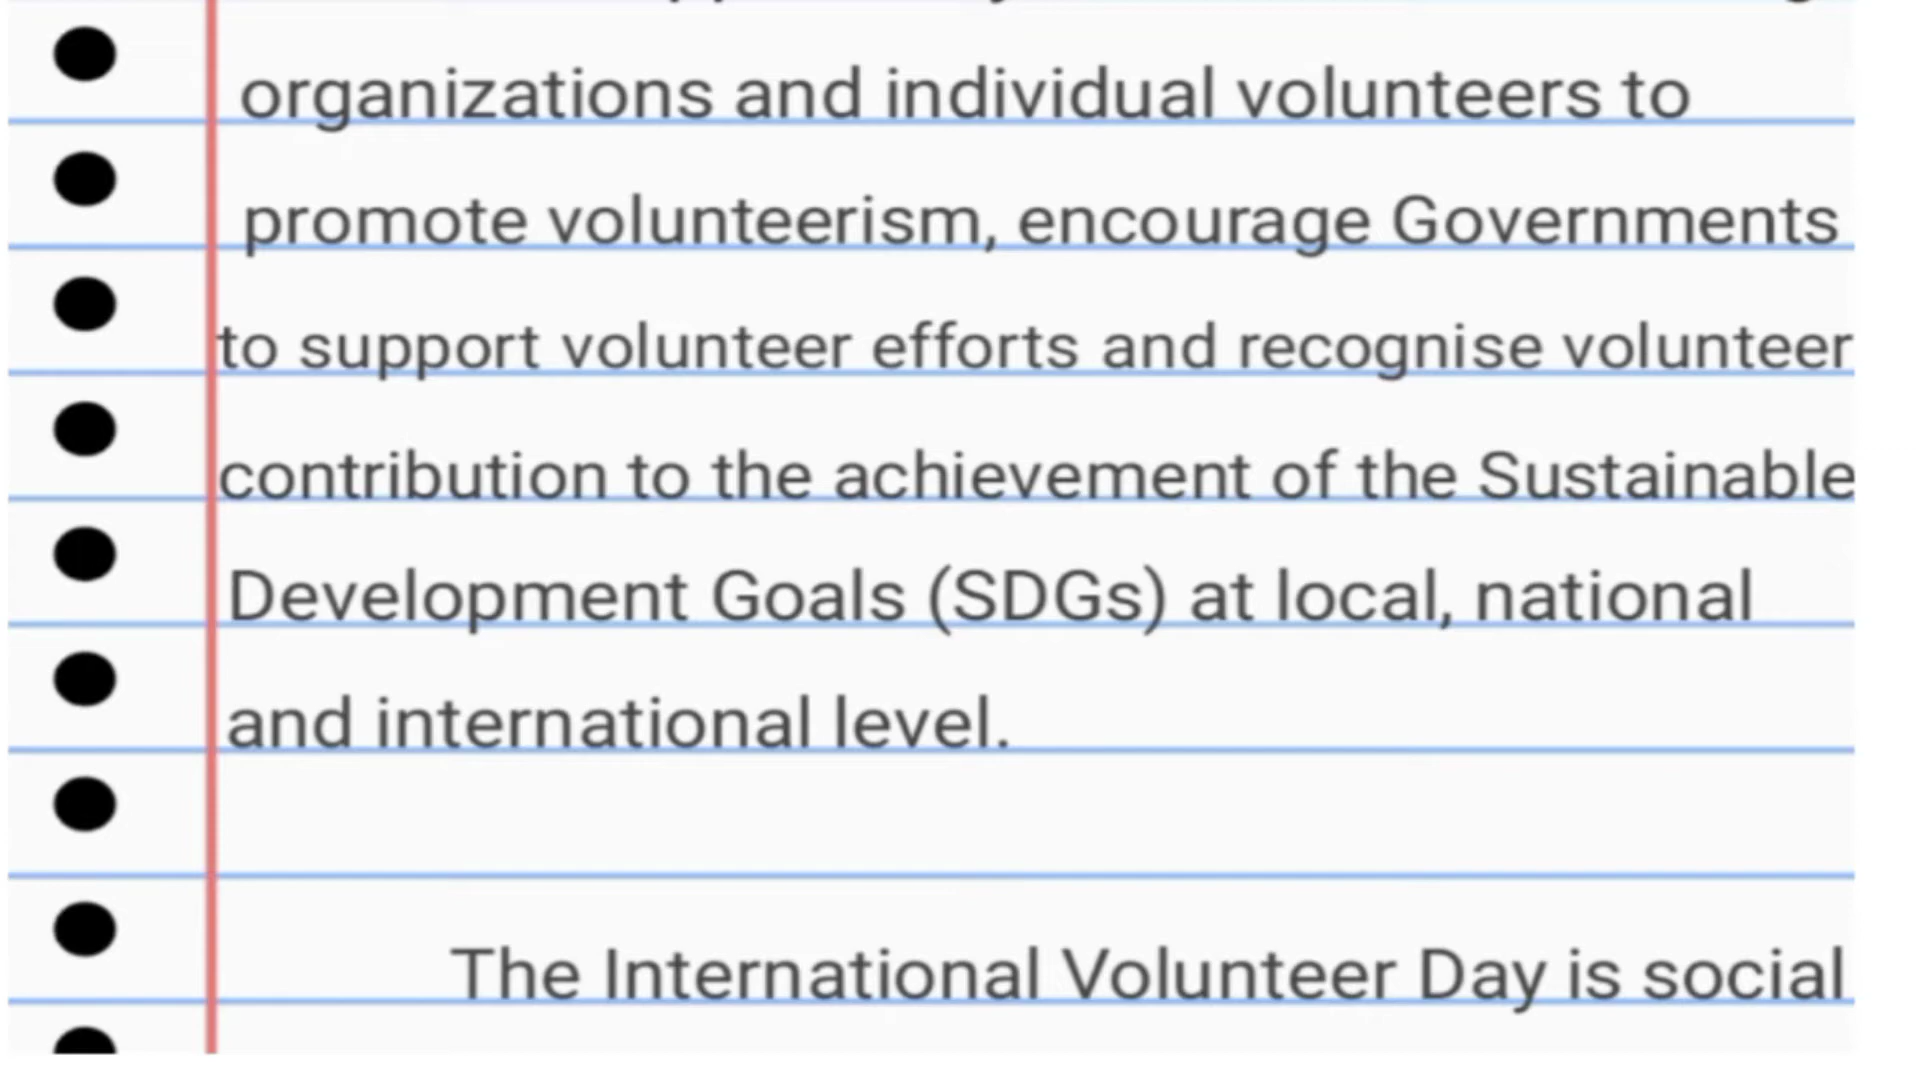 organizations and individual volunteers to
promote volunteerism, encourage Governments
to support volunteer efforts and recognise volunteer
contribution to the achievement of the Sustainable
Development Goals (SDGs) at local, national
and international level.
The International Volunteer Day is social